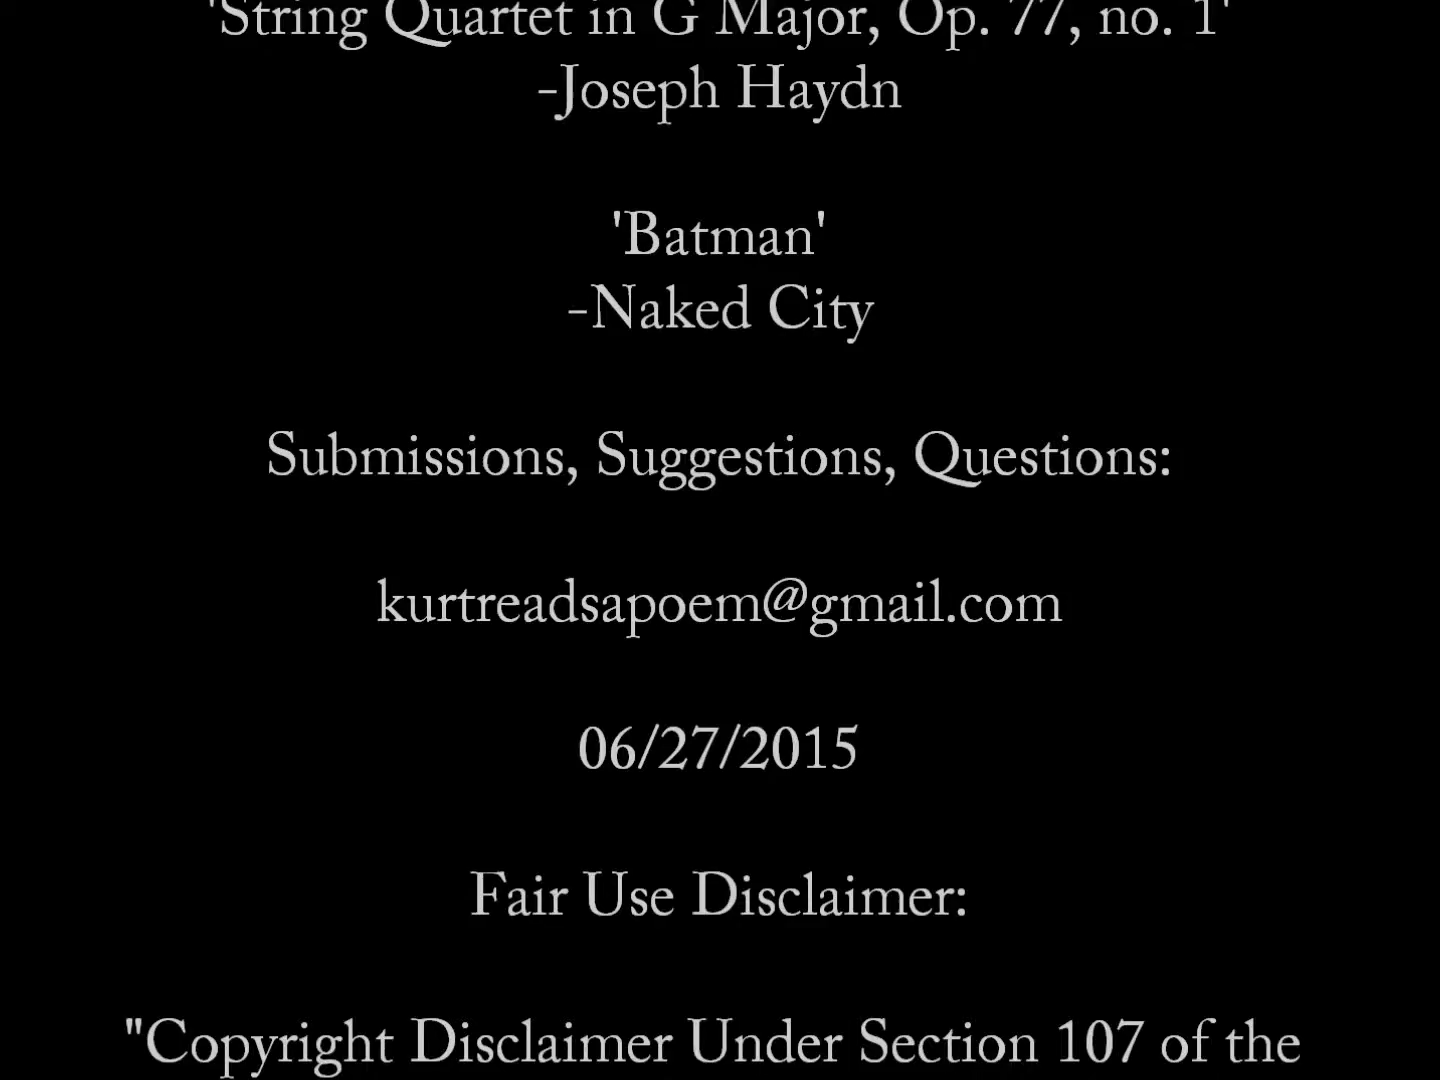 'String Quartet in G Major, Op. 77, no. 1'
-Joseph Haydn
'Batman'
-Naked City
Submissions, Suggestions, Questions:
kurtreadsapoem@gmail.com
06/27/2015
Fair Use Disclaimer:
"Copyright Disclaimer Under Section 107 of the